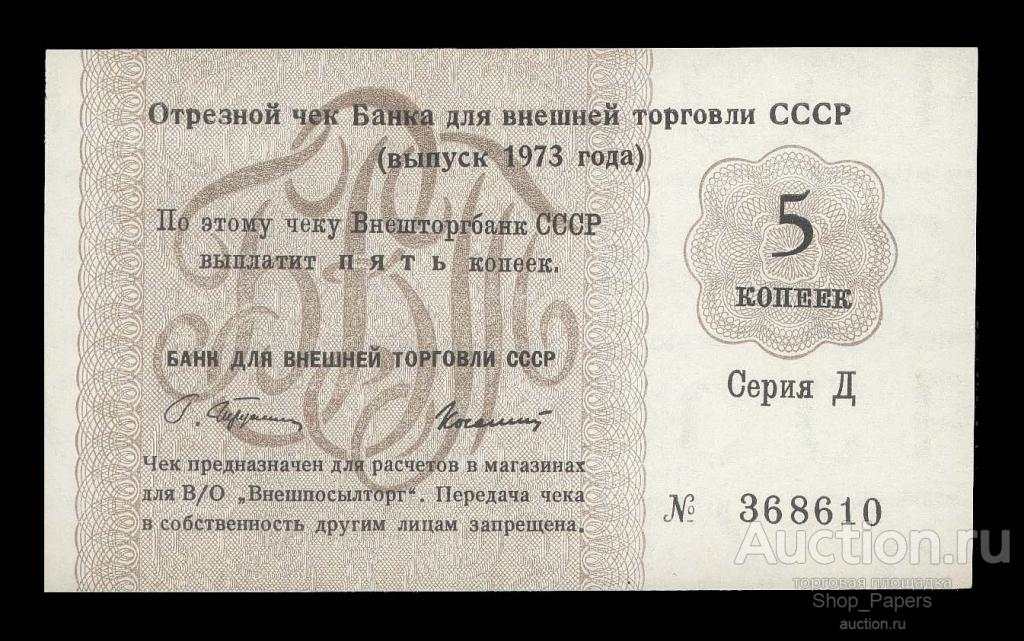 Отрезной чек Банка для внешней торговли СССР
(выпуск 1973 года)
По этому чеку Внешторгбанк СССР
выплатит пять копеек.
5
КОПЕЕК
БАНК ДЛЯ ВНЕШНЕЙ ТОРГОВЛИ СССР
Серия Д
Чек предназначен для расчетов в магазинах
для В/О „Внешпосылторг“. Передача чека
в собственность другим лицам запрещена.
№ 368610
Auction.ru
торговая площадка
Shop_Papers
auction.ru